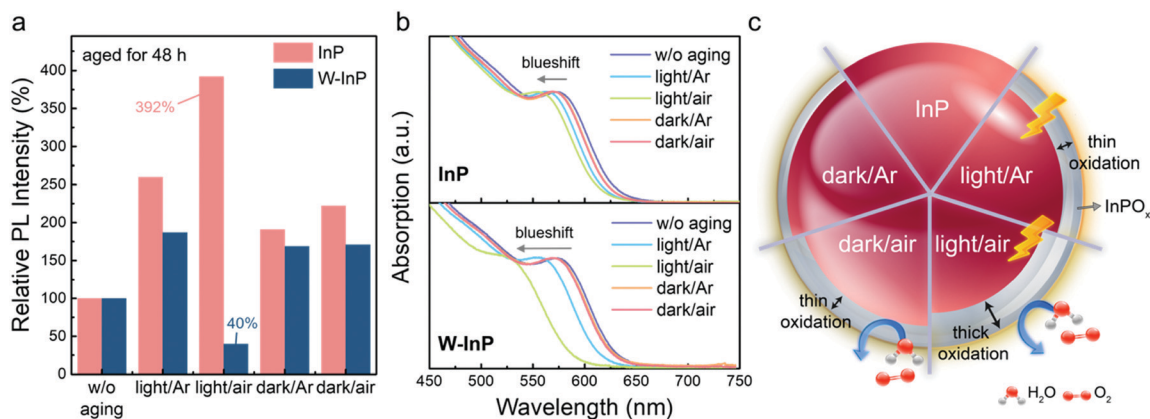 a
aged for 48 h
InP
W-InP
392%
40%
Relative PL Intensity (%)
400
350
300
250
200
150
100
50
0
w/o aging
light/Ar
light/air
dark/Ar
dark/air
b
blueshift
w/o aging
light/Ar
light/air
dark/Ar
dark/air
InP
blueshift
w/o aging
light/Ar
light/air
dark/Ar
dark/air
W-InP
Absorption (a.u.)
450 500 550 600 650 700 750
Wavelength (nm)
c
InP
dark/Ar
light/Ar
dark/air
light/air
thin
oxidation
InPOx
thin
oxidation
thick
oxidation
H2O
O2